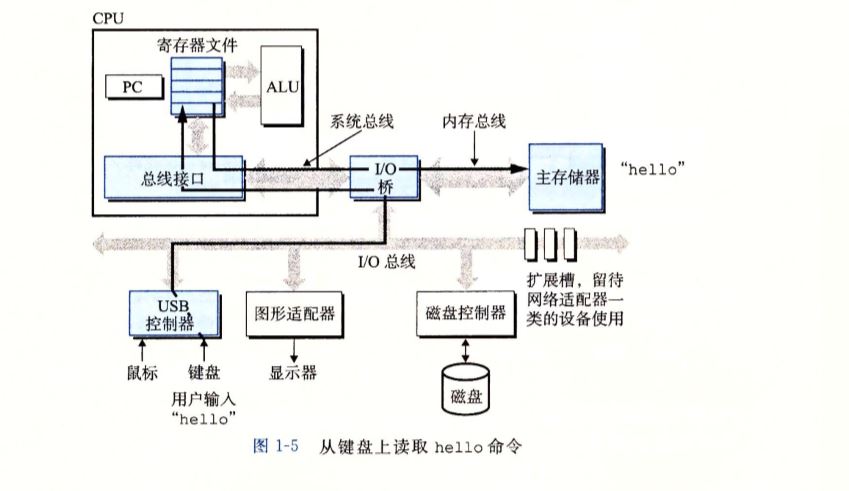 CPU
寄存器文件
PC
ALU
系统总线
内存总线
总线接口
I/O
桥
主存储器
“hello”
I/O 总线
扩展槽，留待
网络适配器一
类的设备使用
USB
控制器
图形适配器
磁盘控制器
鼠标
键盘
显示器
用户输入
“hello”
磁盘
图 1-5 从键盘上读取 hello 命令